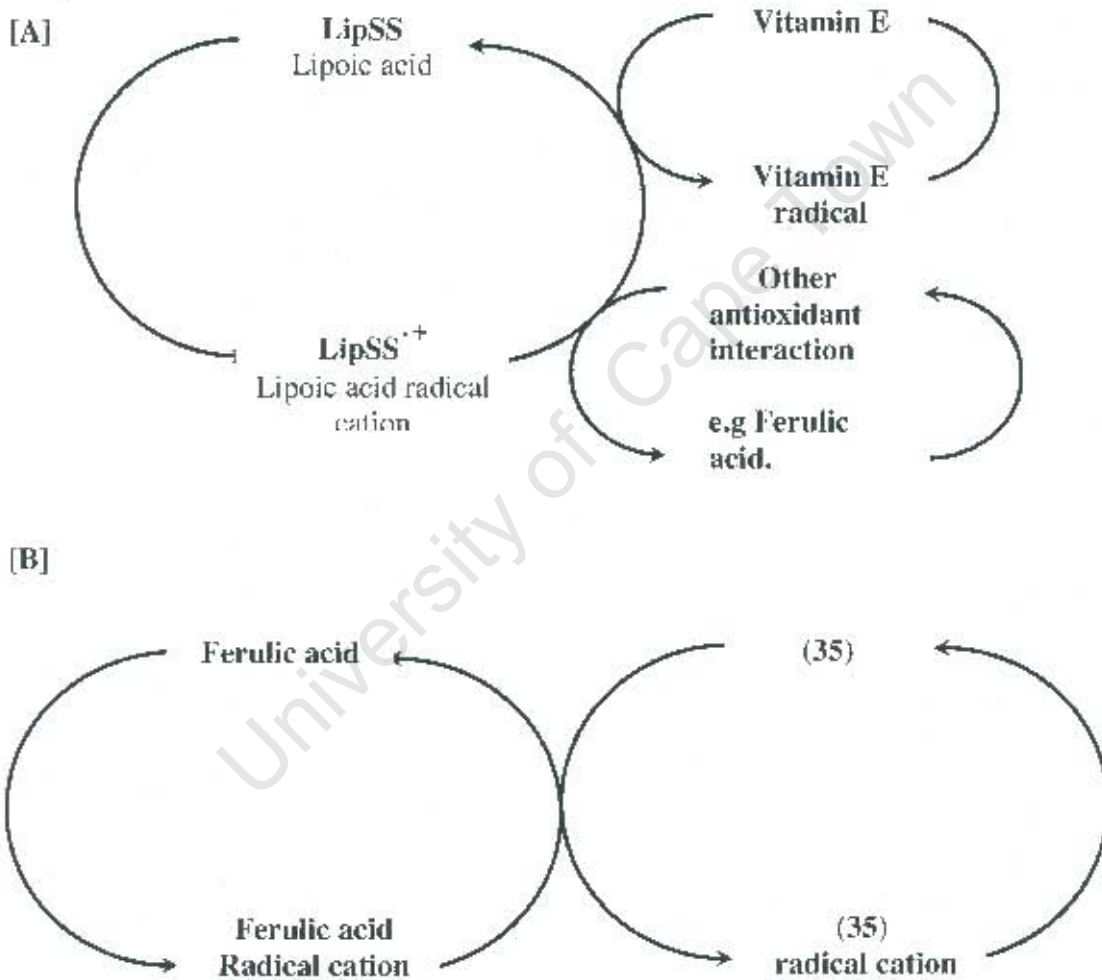 [A]
LipSS
Lipoic acid
Vitamin E
Vitamin E
radical
LipSS·+
Lipoic acid radical
cation
Other
antioxidant
interaction
e.g Ferulic
acid.
[B]
Ferulic acid
(35)
Ferulic acid
Radical cation
(35)
radical cation
University of Cape Town